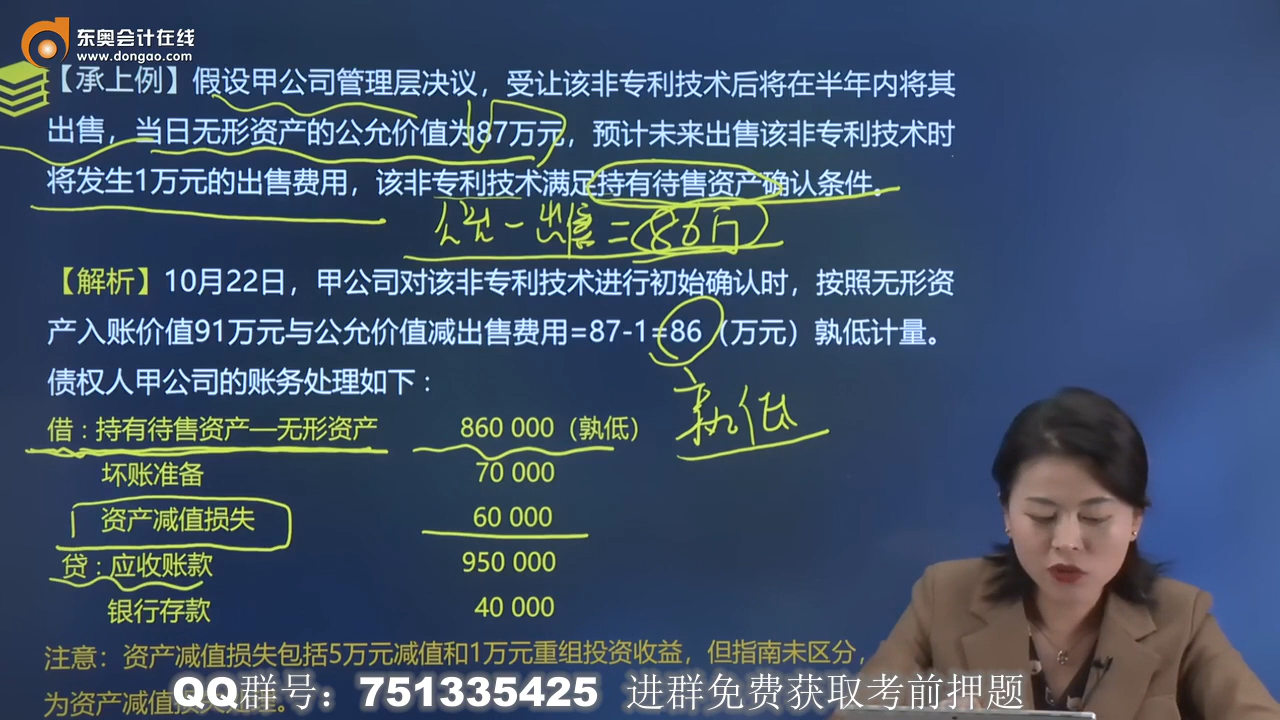 东奥会计在线
www.dongao.com
【承上例】假设甲公司管理层决议，受让该非专利技术后将在半年内将其
出售，当日无形资产的公允价值为87万元，预计未来出售该非专利技术时
将发生1万元的出售费用，该非专利技术满足持有待售资产确认条件。
公允-出售=86万
【解析】10月22日，甲公司对该非专利技术进行初始确认时，按照无形资
产入账价值91万元与公允价值减出售费用=87-1=86（万元）孰低计量。
债权人甲公司的账务处理如下：
孰低
借：持有待售资产—无形资产 860 000（孰低）
坏账准备 70 000
资产减值损失 60 000
贷：应收账款 950 000
银行存款 40 000
注意：资产减值损失包括5万元减值和1万元重组投资收益，但指南未区分，
为资产减值
QQ群号：751335425 进群免费获取考前押题